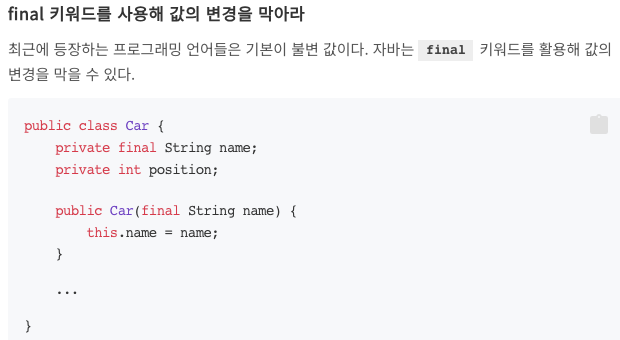 final 키워드를 사용해 값의 변경을 막아라
최근에 등장하는 프로그래밍 언어들은 기본이 불변 값이다. 자바는 final 키워드를 활용해 값의
변경을 막을 수 있다.
public class Car {
    private final String name;
    private int position;

    public Car(final String name) {
        this.name = name;
    }

    ...

}